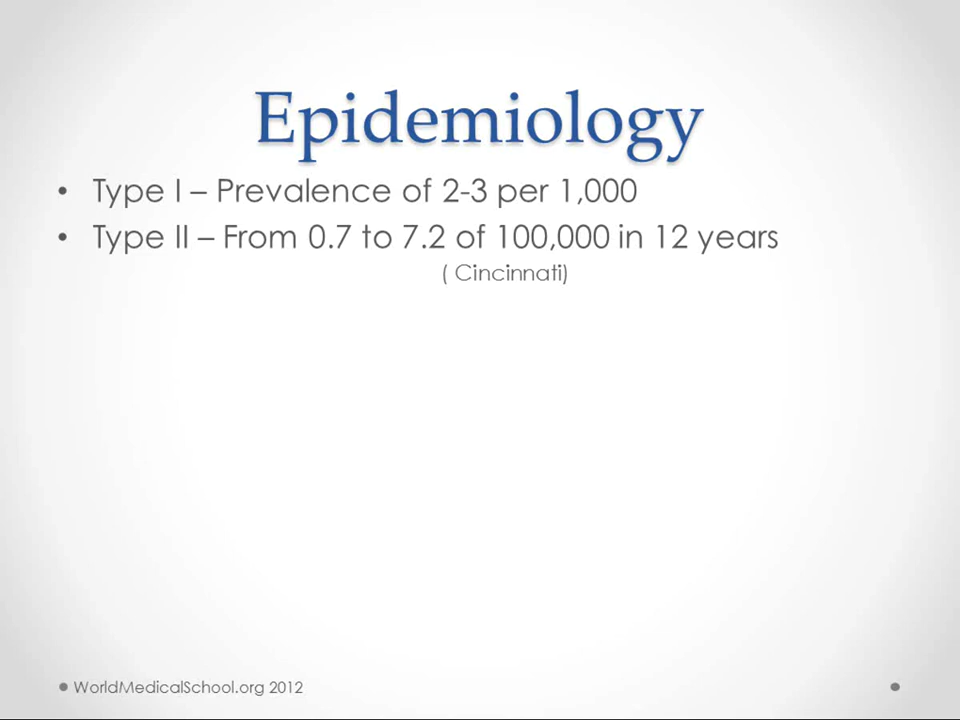 Epidemiology
• Type I – Prevalence of 2-3 per 1,000
• Type II – From 0.7 to 7.2 of 100,000 in 12 years
( Cincinnati)
WorldMedicalSchool.org 2012